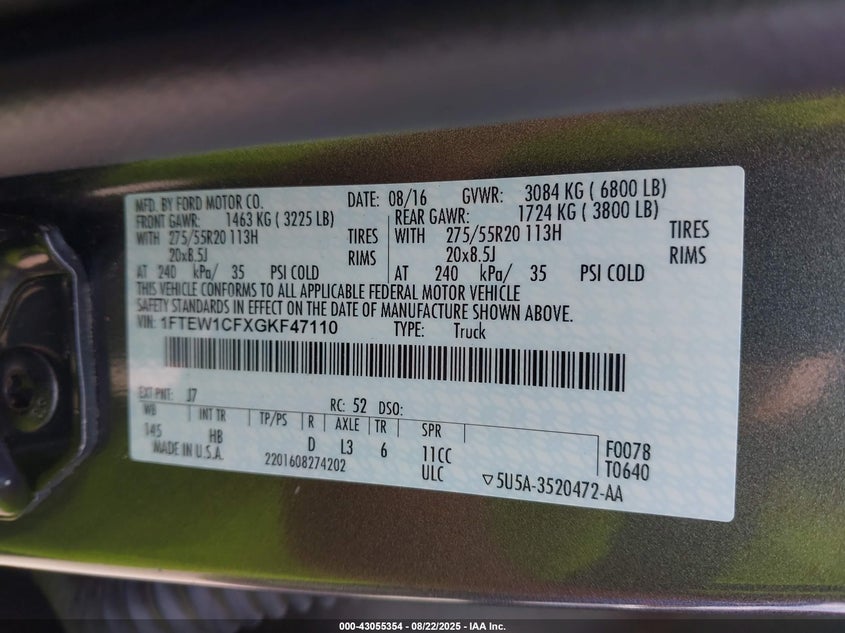 MFD. BY FORD MOTOR CO. DATE: 08/16 GVWR: 3084 KG ( 6800 LB)
FRONT GAWR: 1463 KG ( 3225 LB) REAR GAWR: 1724 KG ( 3800 LB)
WITH 275/55R20 113H TIRES WITH 275/55R20 113H TIRES
20x8.5J RIMS 20x8.5J RIMS
AT 240 kPa/ 35 PSI COLD AT 240 kPa/ 35 PSI COLD
THIS VEHICLE CONFORMS TO ALL APPLICABLE FEDERAL MOTOR VEHICLE
SAFETY STANDARDS IN EFFECT ON THE DATE OF MANUFACTURE SHOWN ABOVE.
VIN: 1FTEW1CFXGKF47110 TYPE: Truck
EXT PNT: J7 RC: 52 DSO:
WB INT TR TP/PS R AXLE TR SPR
145 HB D L3 6 11CC F0078
MADE IN U.S.A. 2201608274202 ULC T0640
▽5U5A-3520472-AA
000-43055354 - 08/22/2025 - IAA Inc.